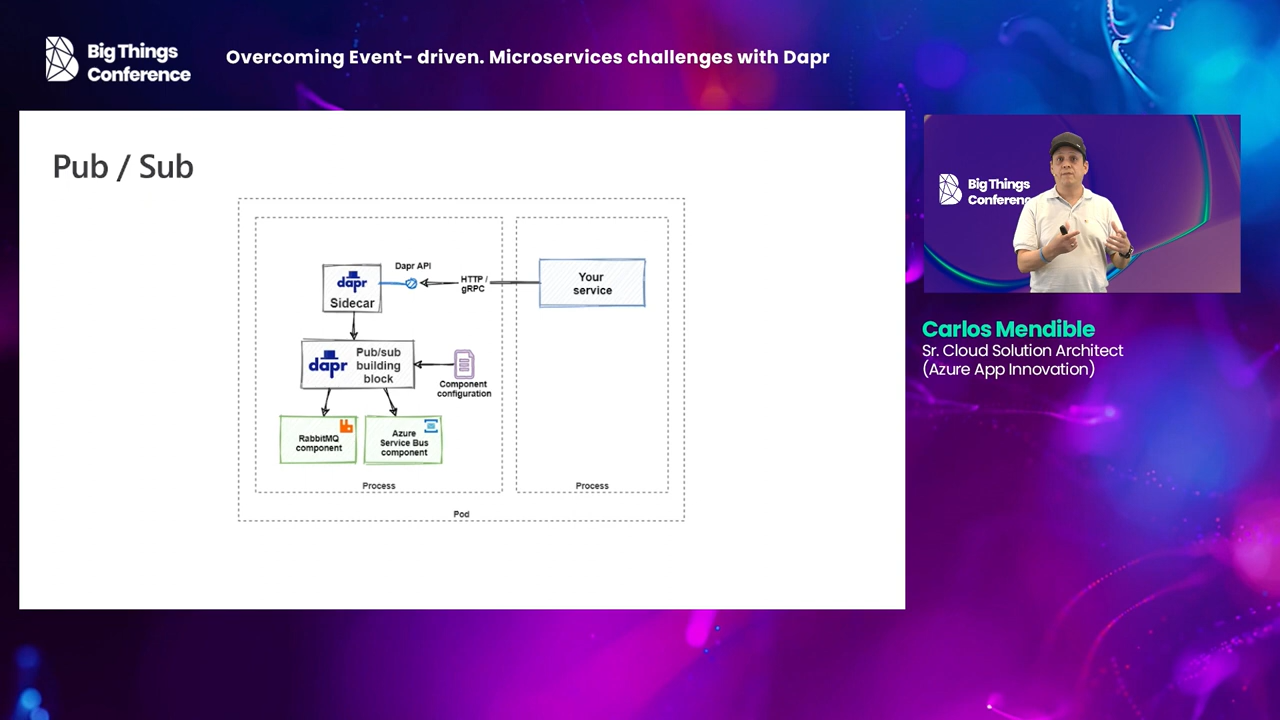 Big Things
Conference
Overcoming Event- driven. Microservices challenges with Dapr
Pub / Sub
Dapr API
dapr
Sidecar
HTTP /
gRPC
Your
service
dapr
Pub/sub
building
block
Component
configuration
RabbitMQ
component
Azure
Service Bus
component
Process
Process
Pod
Big Things
Conferenc
Carlos Mendible
Sr. Cloud Solution Architect
(Azure App Innovation)